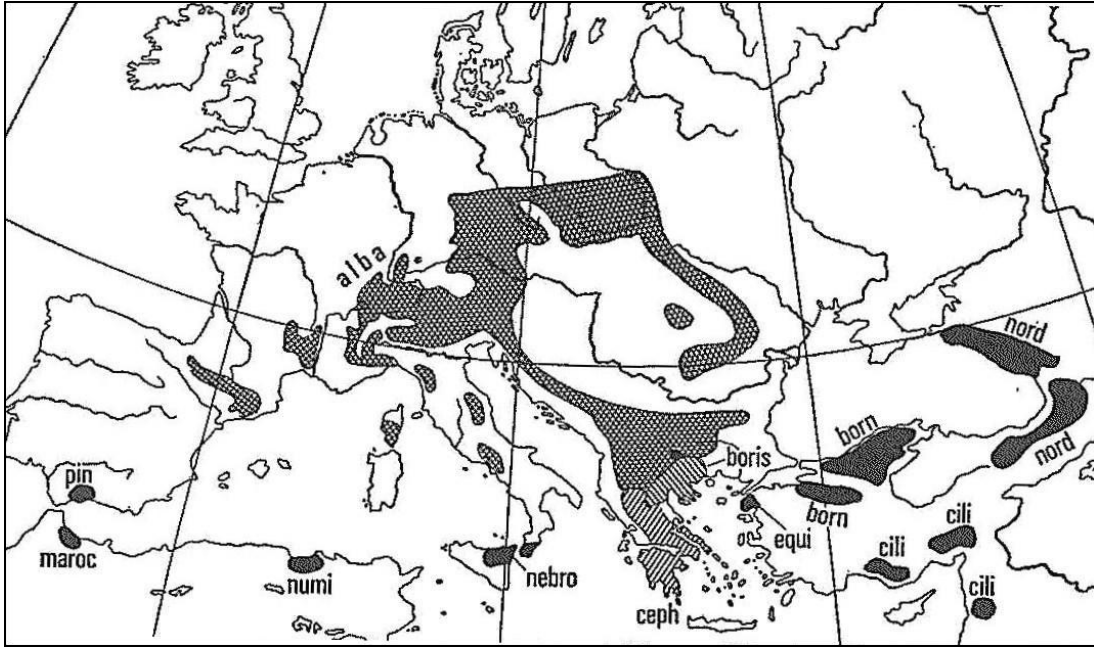 alba
nord
born
boris
nord
pin
born
equi
cili
cili
maroc
numi
nebro
cili
ceph